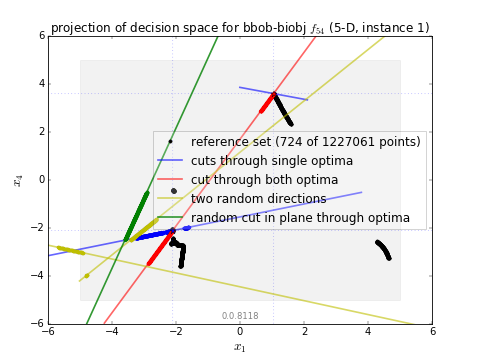 projection of decision space for bbob-biobj f54 (5-D, instance 1)
6
4
2
0
−2
−4
−6
x4
reference set (724 of 1227061 points)
cuts through single optima
cut through both optima
two random directions
random cut in plane through optima
0.0.8118
−6 −4 −2 0 2 4 6
x1